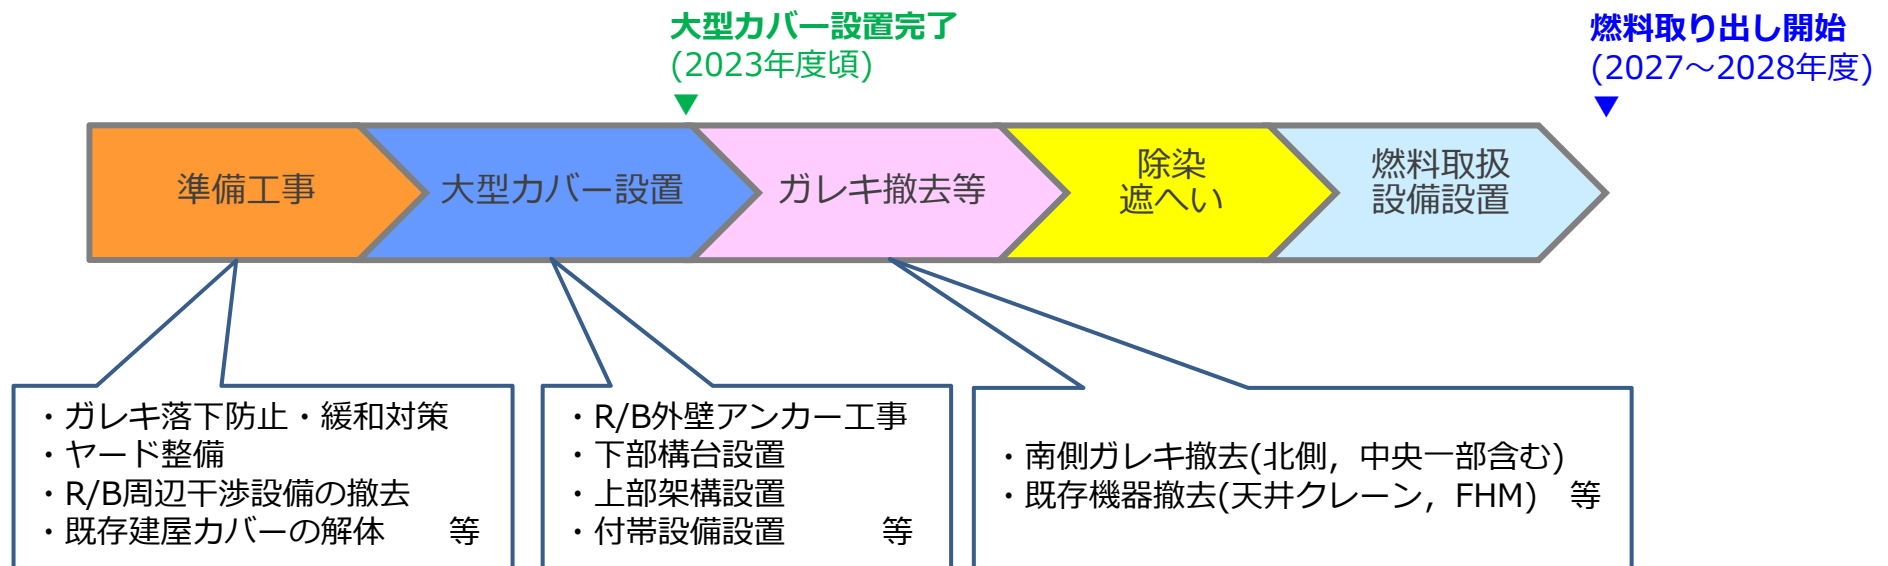 大型カバー設置完了
(2023年度頃)
▼
燃料取り出し開始
(2027～2028年度)
▼
準備工事
大型カバー設置
ガレキ撤去等
除染
遮へい
燃料取扱
設備設置
・ガレキ落下防止・緩和対策
・ヤード整備
・R/B周辺干渉設備の撤去
・既存建屋カバーの解体　　等
・R/B外壁アンカー工事
・下部構台設置
・上部架構設置
・付帯設備設置　　　等
・南側ガレキ撤去(北側，中央一部含む)
・既存機器撤去(天井クレーン，FHM)　等